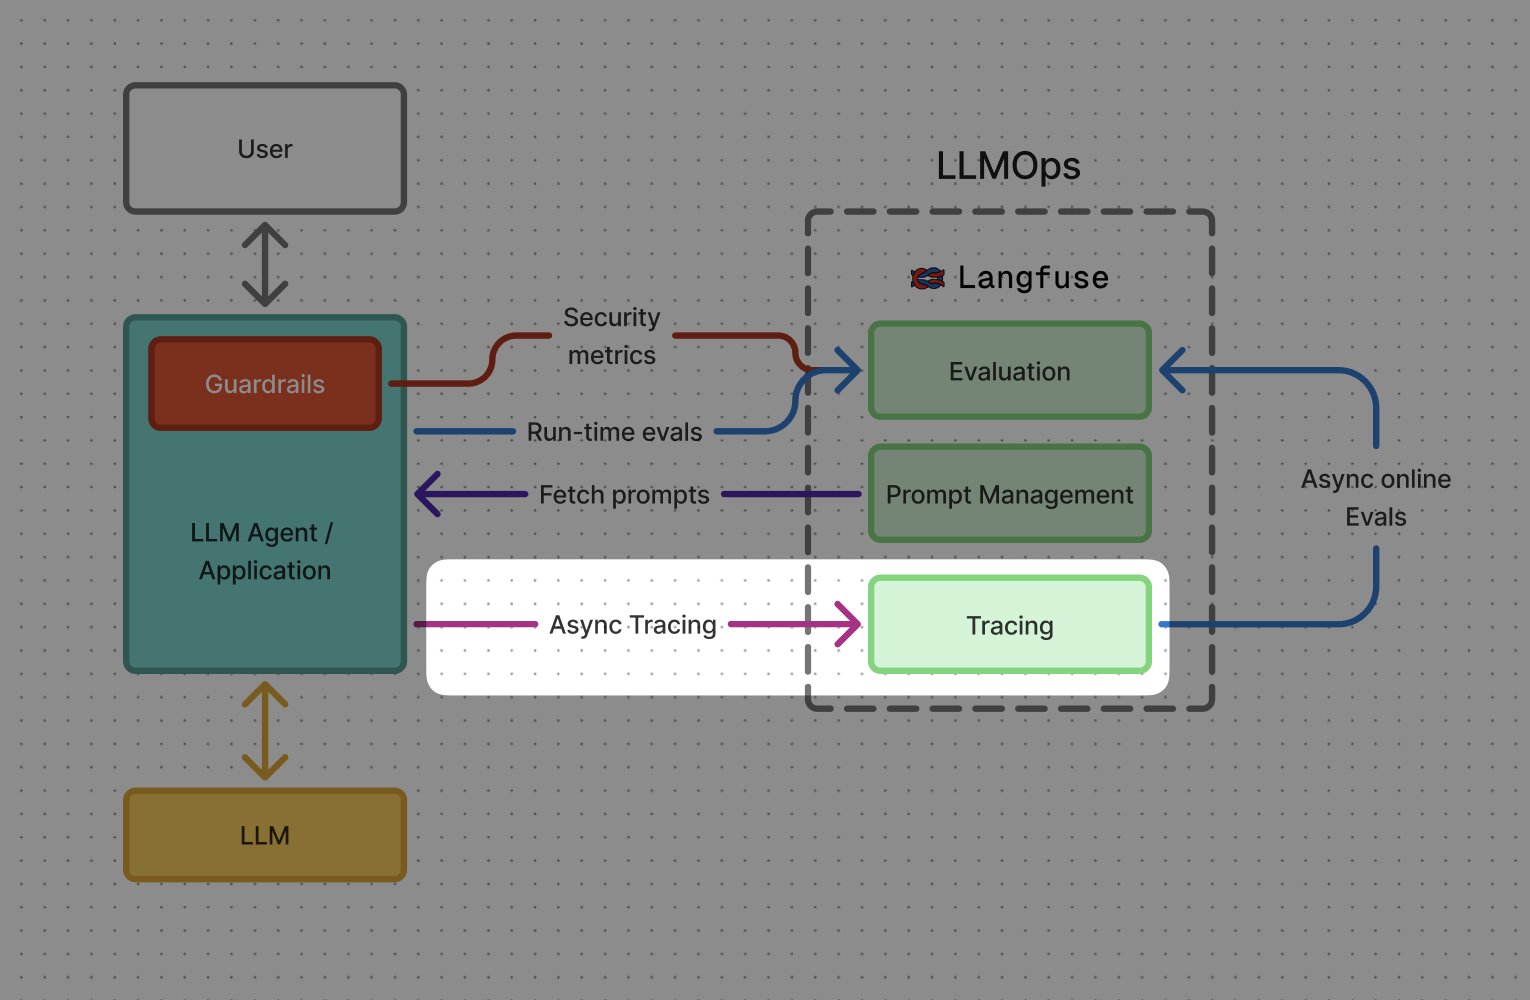 User
LLMOps
Langfuse
Security
metrics
Evaluation
Guardrails
Run-time evals
Fetch prompts
Prompt Management
Async online
Evals
LLM Agent /
Application
Async Tracing
Tracing
LLM